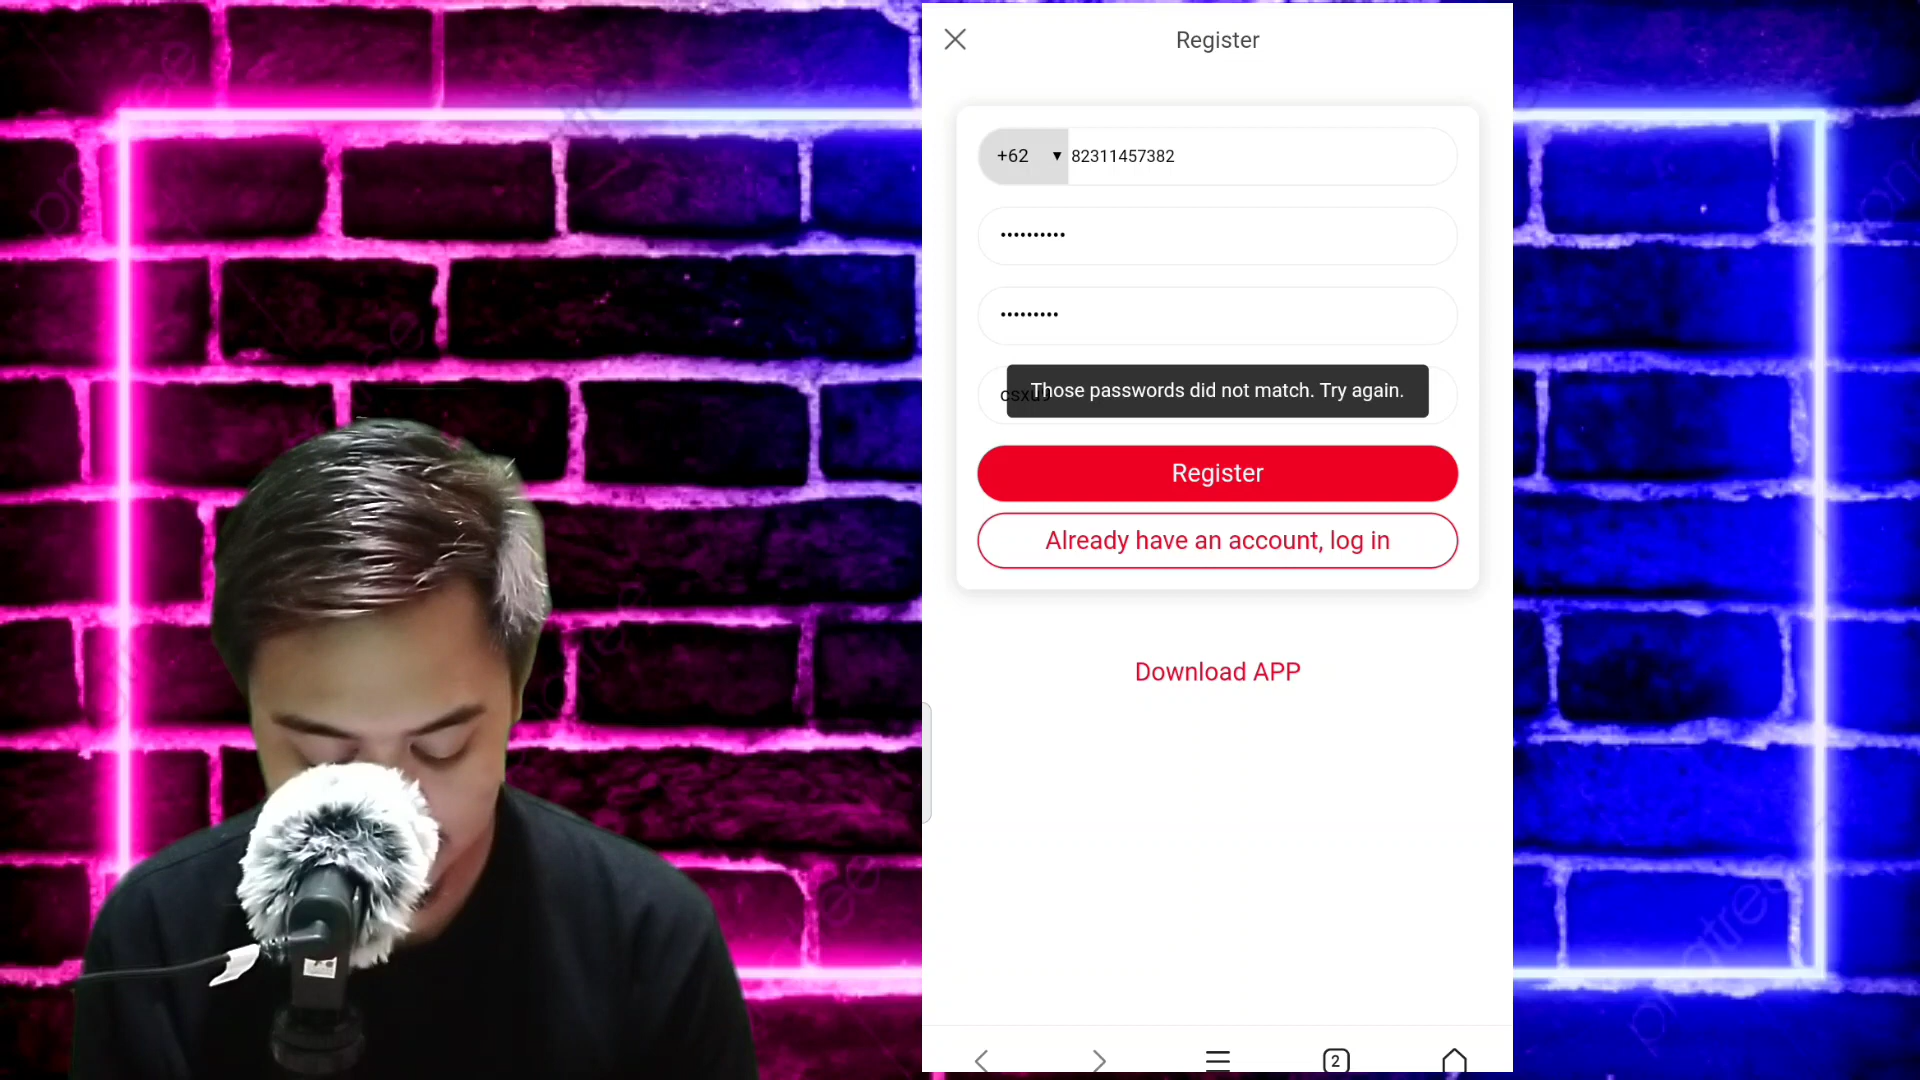 Register
+62 ▼ 82311457382
••••••••••
•••••••••
Those passwords did not match. Try again.
Register
Already have an account, log in
Download APP
2